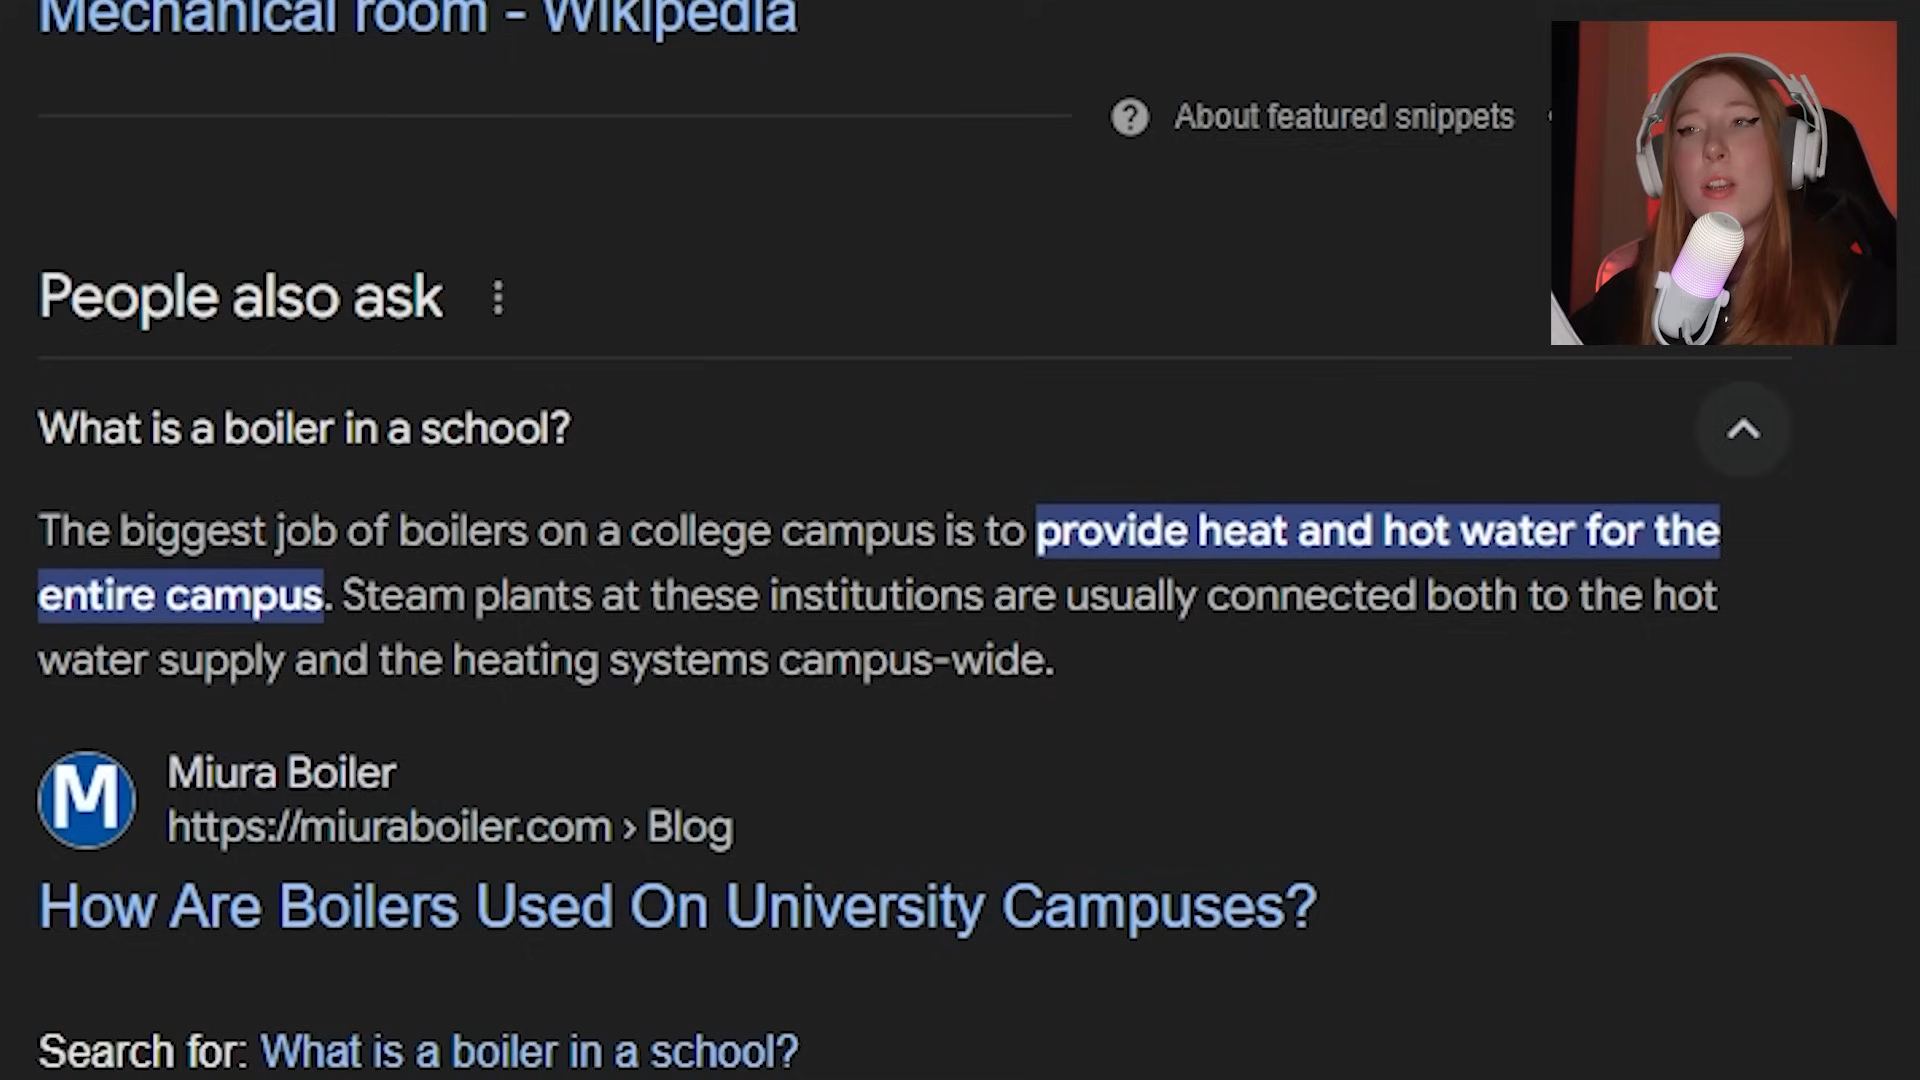 Mechanical room - Wikipedia
About featured snippets
People also ask
What is a boiler in a school?
The biggest job of boilers on a college campus is to provide heat and hot water for the
entire campus. Steam plants at these institutions are usually connected both to the hot
water supply and the heating systems campus-wide.
M
Miura Boiler
https://miuraboiler.com › Blog
How Are Boilers Used On University Campuses?
Search for: What is a boiler in a school?